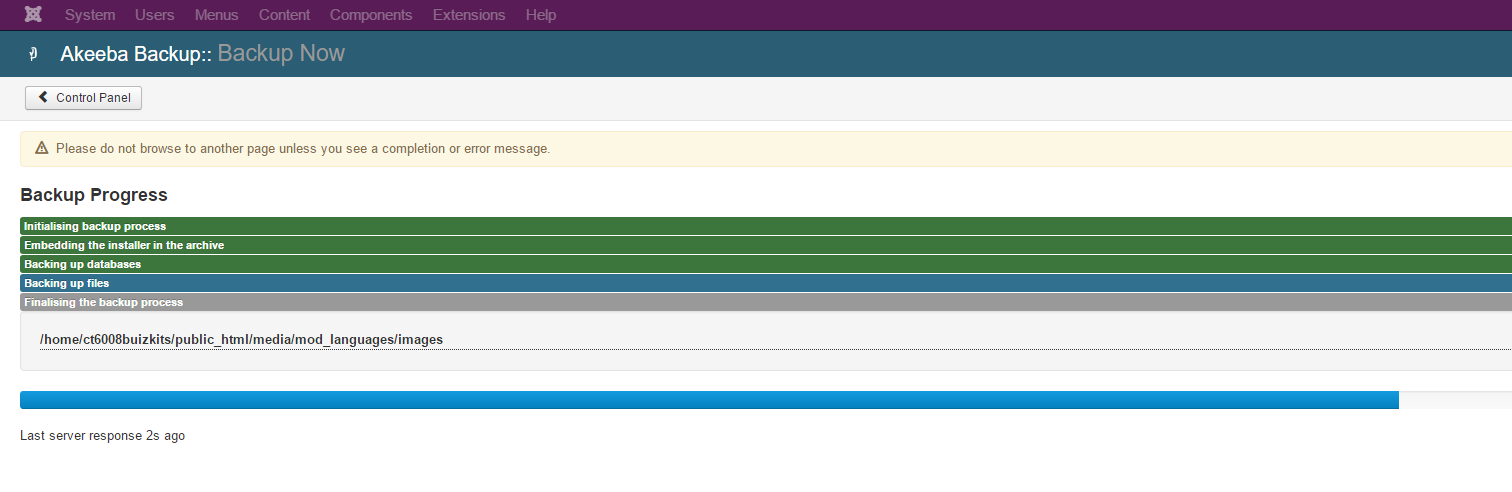 System Users Menus Content Components Extensions Help
Akeeba Backup:: Backup Now
Control Panel
Please do not browse to another page unless you see a completion or error message.
Backup Progress
Initialising backup process
Embedding the installer in the archive
Backing up databases
Backing up files
Finalising the backup process
/home/ct6008buizkits/public_html/media/mod_languages/images
Last server response 2s ago